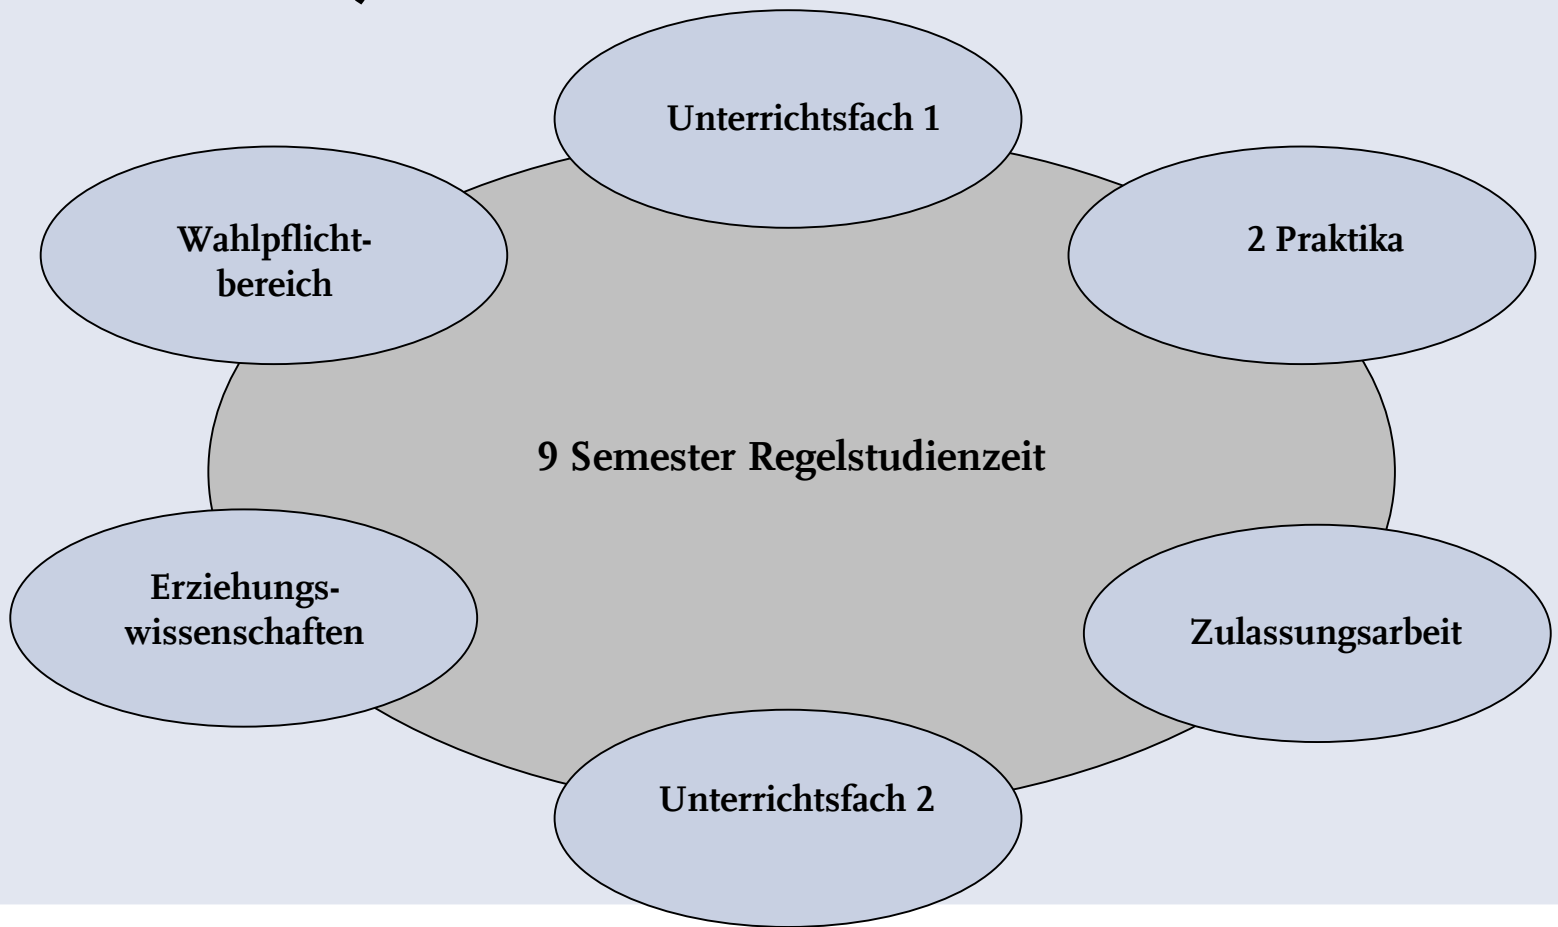 Unterrichtsfach 1
Wahlpflicht-
bereich
2 Praktika
9 Semester Regelstudienzeit
Erziehungs-
wissenschaften
Zulassungsarbeit
Unterrichtsfach 2